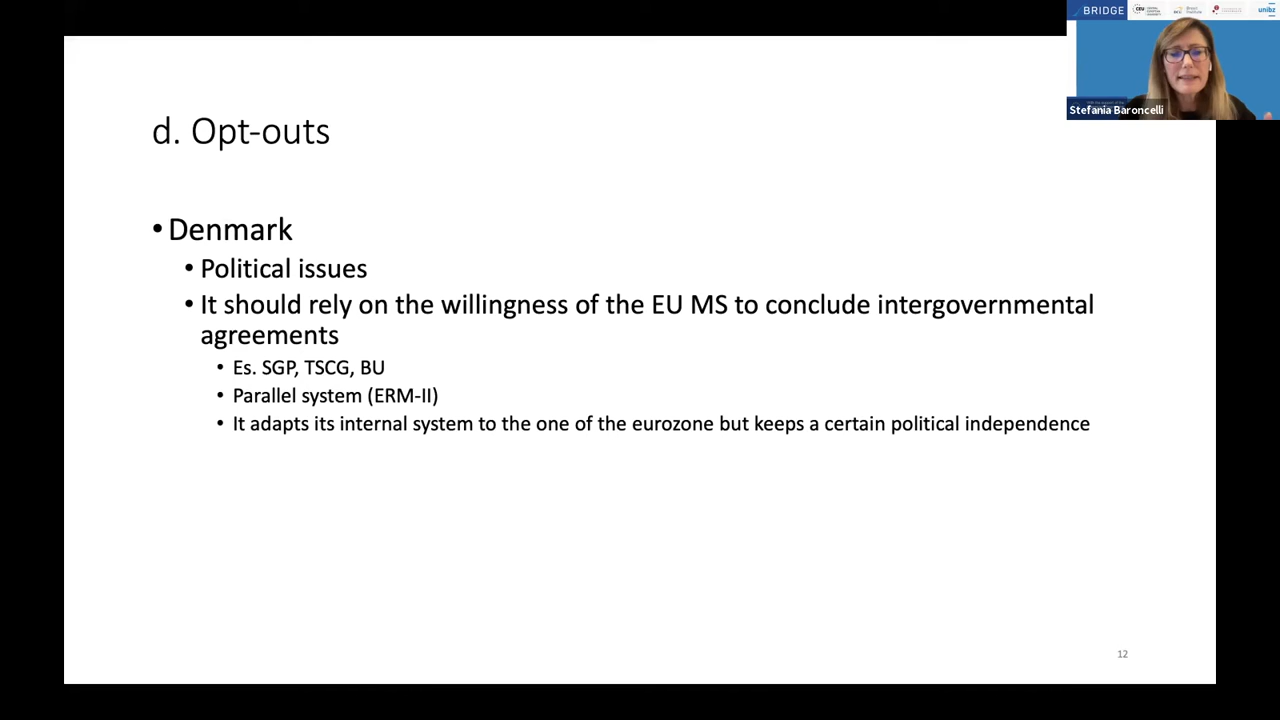 BRIDGE
CEU
unibz
Stefania Baroncelli
d. Opt-outs
• Denmark
• Political issues
• It should rely on the willingness of the EU MS to conclude intergovernmental
agreements
• Es. SGP, TSCG, BU
• Parallel system (ERM-II)
• It adapts its internal system to the one of the eurozone but keeps a certain political independence
12